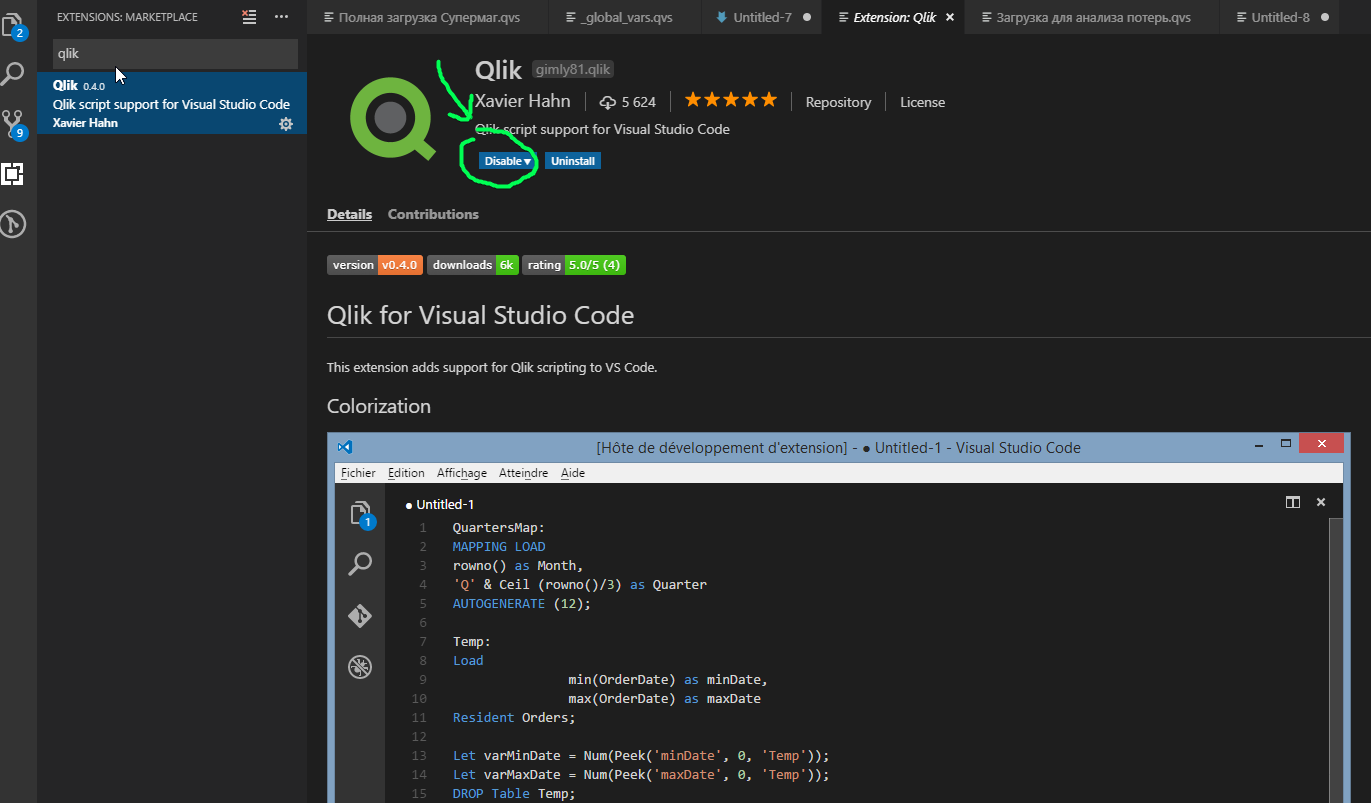 EXTENSIONS: MARKETPLACE
Полная загрузка Супермаг.qvs
_global_vars.qvs
Untitled-7
Extension: Qlik
Загрузка для анализа потерь.qvs
Untitled-8
2
9
qlik
Qlik 0.4.0
Qlik script support for Visual Studio Code
Xavier Hahn
Qlik gimly81.qlik
Xavier Hahn 5 624 Repository License
Qlik script support for Visual Studio Code
Disable Uninstall
Details Contributions
version v0.4.0 downloads 6k rating 5.0/5 (4)
Qlik for Visual Studio Code
This extension adds support for Qlik scripting to VS Code.
Colorization
[Hôte de développement d'extension] - ● Untitled-1 - Visual Studio Code
Fichier Edition Affichage Atteindre Aide
1
● Untitled-1
1 QuartersMap:
2 MAPPING LOAD
3 rowno() as Month,
4 'Q' & Ceil (rowno()/3) as Quarter
5 AUTOGENERATE (12);
6
7 Temp:
8 Load
9 min(OrderDate) as minDate,
10 max(OrderDate) as maxDate
11 Resident Orders;
12
13 Let varMinDate = Num(Peek('minDate', 0, 'Temp'));
14 Let varMaxDate = Num(Peek('maxDate', 0, 'Temp'));
15 DROP Table Temp;